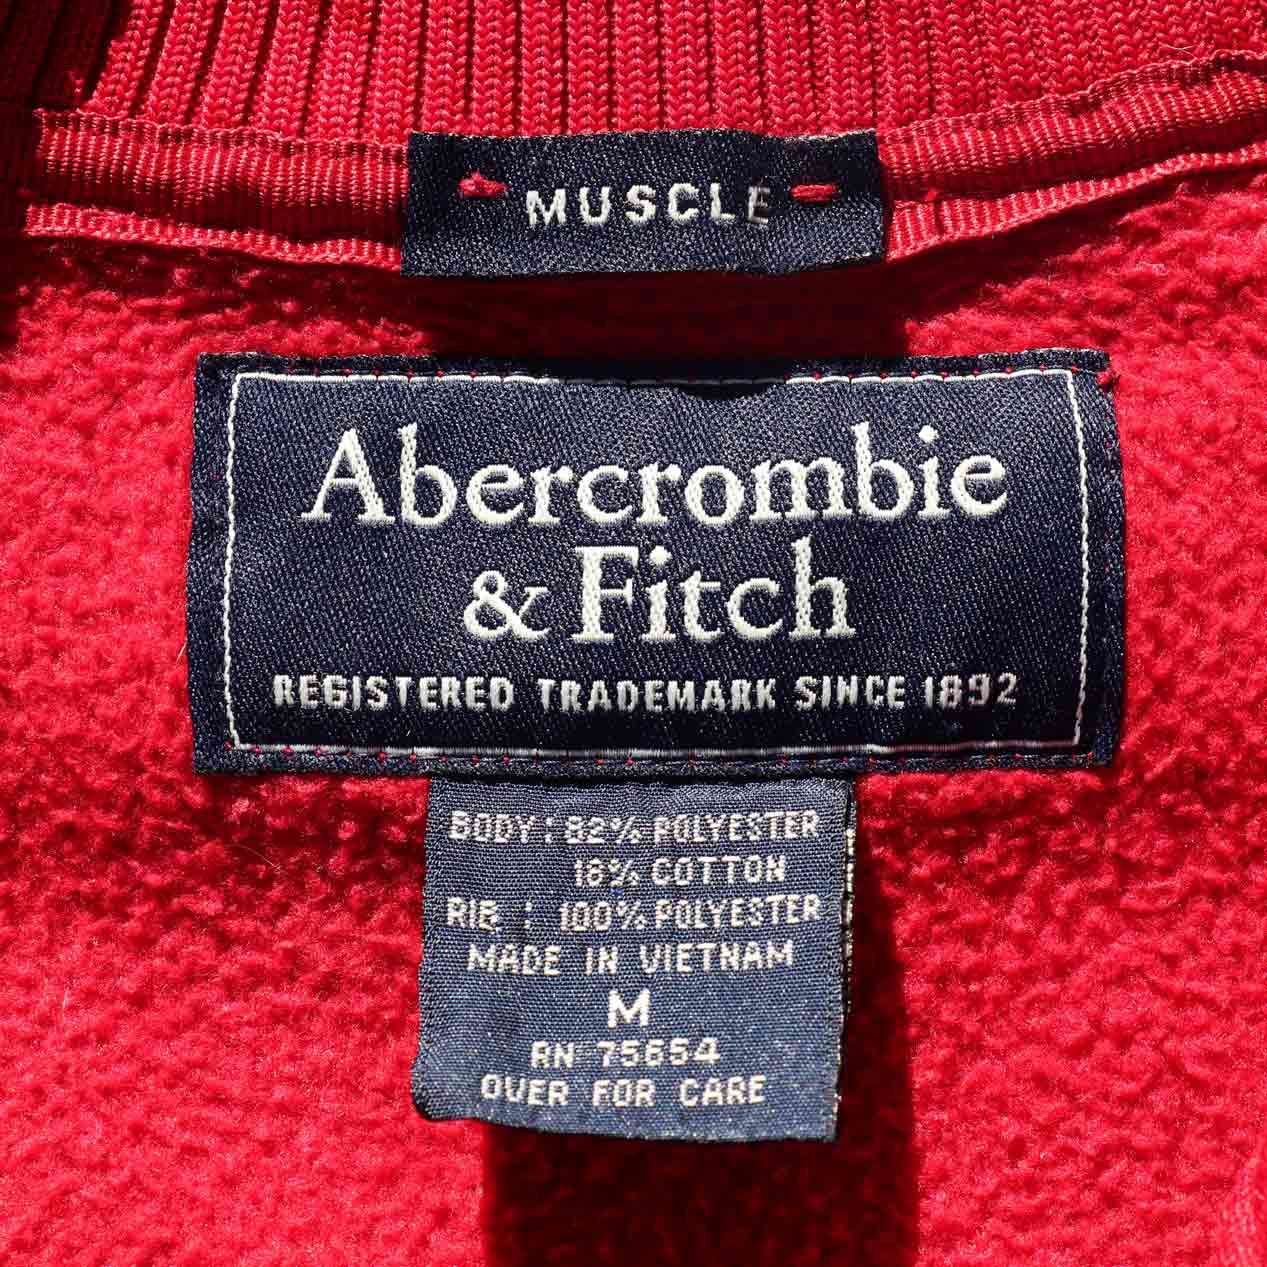 MUSCLE
Abercrombie
& Fitch
REGISTERED TRADEMARK SINCE 1892
BODY : 82% POLYESTER
18% COTTON
RIB : 100% POLYESTER
MADE IN VIETNAM
M
RN 75654
OVER FOR CARE